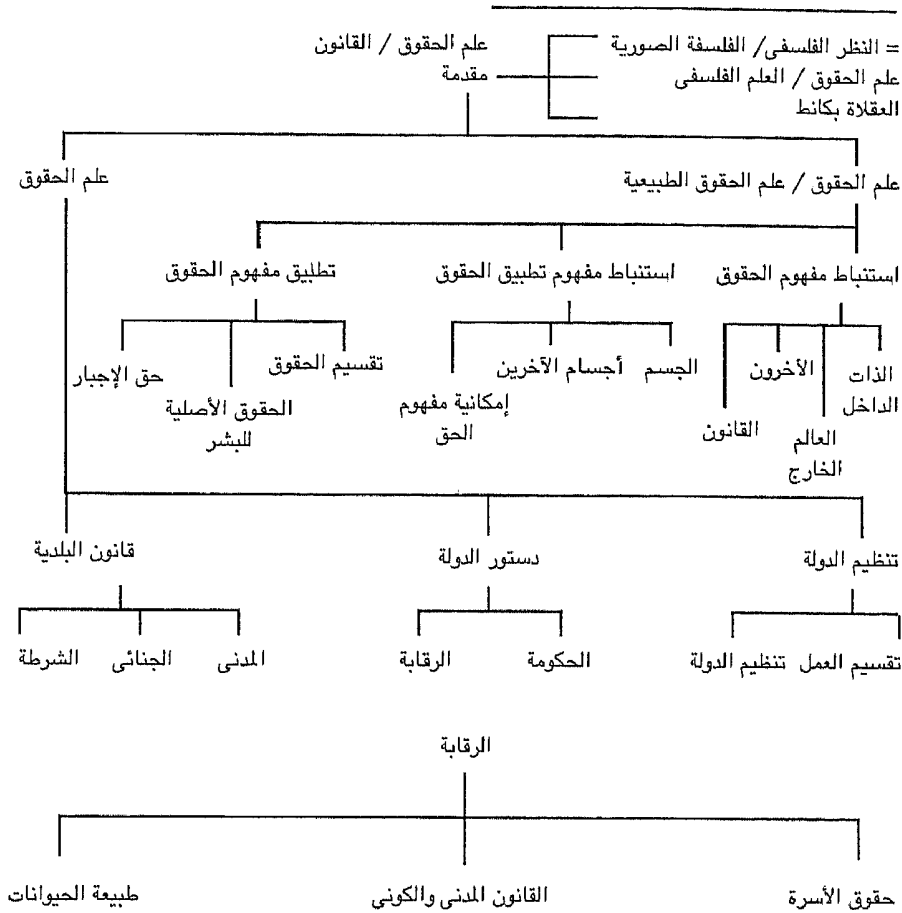 = النظر الفلسفى/ الفلسفة الصورية
علم الحقوق / القانون
علم الحقوق / العلم الفلسفى
مقدمة
العقلاة بكانط
علم الحقوق / علم الحقوق الطبيعية
علم الحقوق
استنباط مفهوم الحقوق
استنباط مفهوم تطبيق الحقوق
تطليق مفهوم الحقوق
الذات
الداخل
العالم
الخارج
الأخرون
القانون
الجسم
أجسام الآخرين
إمكانية مفهوم
الحق
تقسيم الحقوق
الحقوق الأصلية
للبشر
حق الإجبار
تنظيم الدولة
دستور الدولة
قانون البلدية
تقسيم العمل
تنظيم الدولة
الحكومة
الرقابة
المدنى
الجنائى
الشرطة
الرقابة
حقوق الأسرة
القانون المدنى والكوني
طبيعة الحيوانات